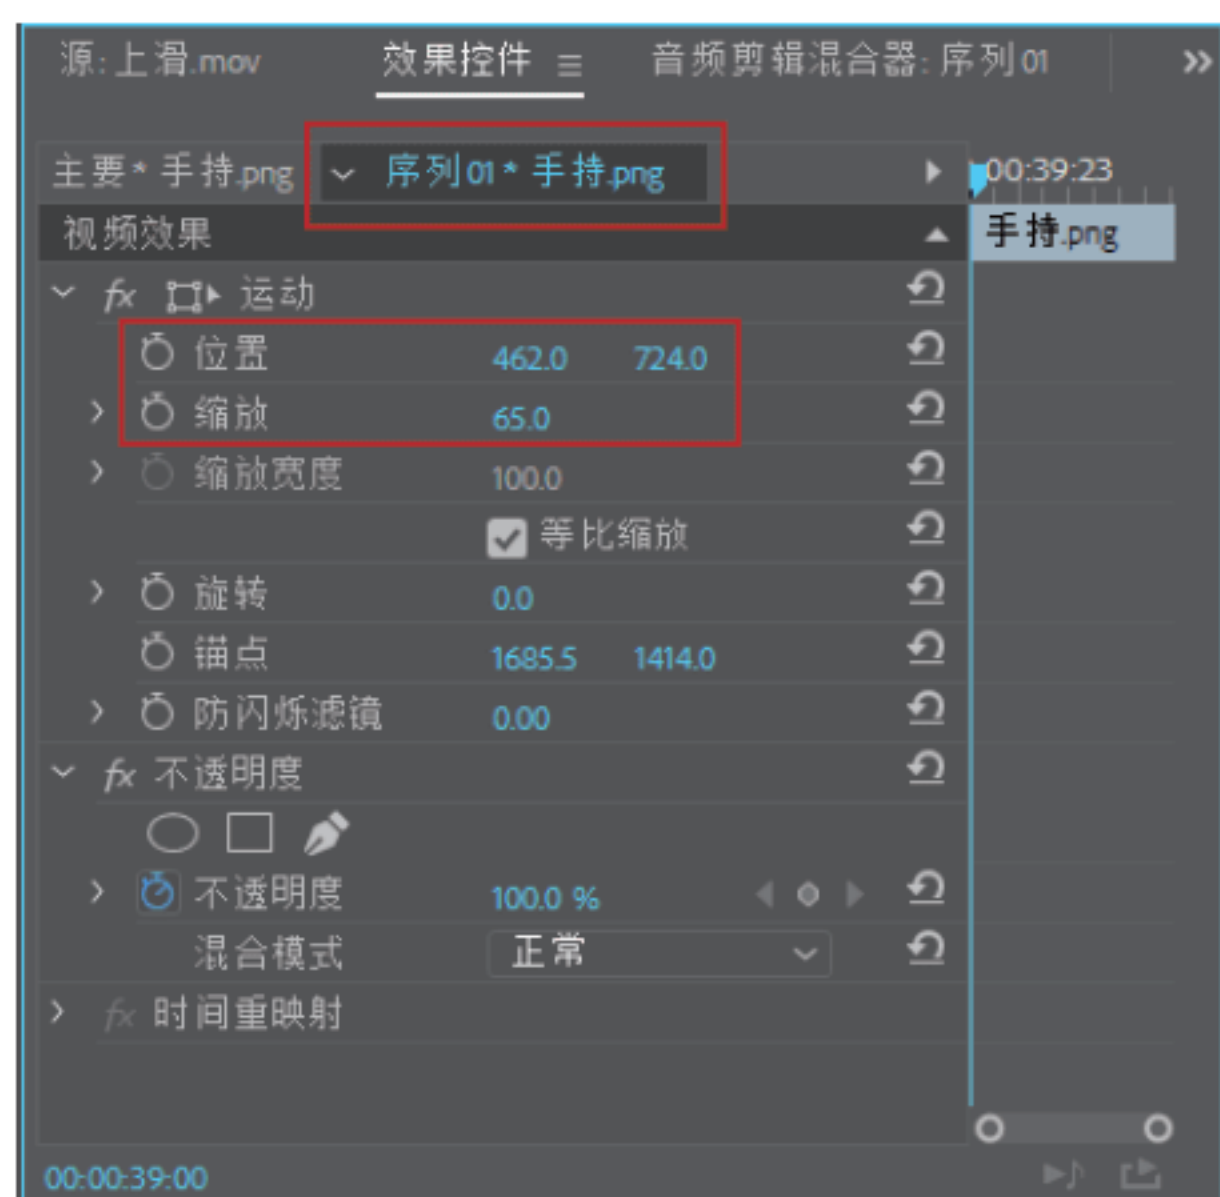 源: 上滑.mov 效果控件 音频剪辑混合器: 序列 01
主要 * 手持.png 序列 01 * 手持.png 00:39:23
视频效果 手持.png
fx 运动
位置 462.0 724.0
缩放 65.0
缩放宽度 100.0
等比缩放
旋转 0.0
锚点 1685.5 1414.0
防闪烁滤镜 0.00
fx 不透明度
不透明度 100.0 %
混合模式 正常
fx 时间重映射
00:00:39:00